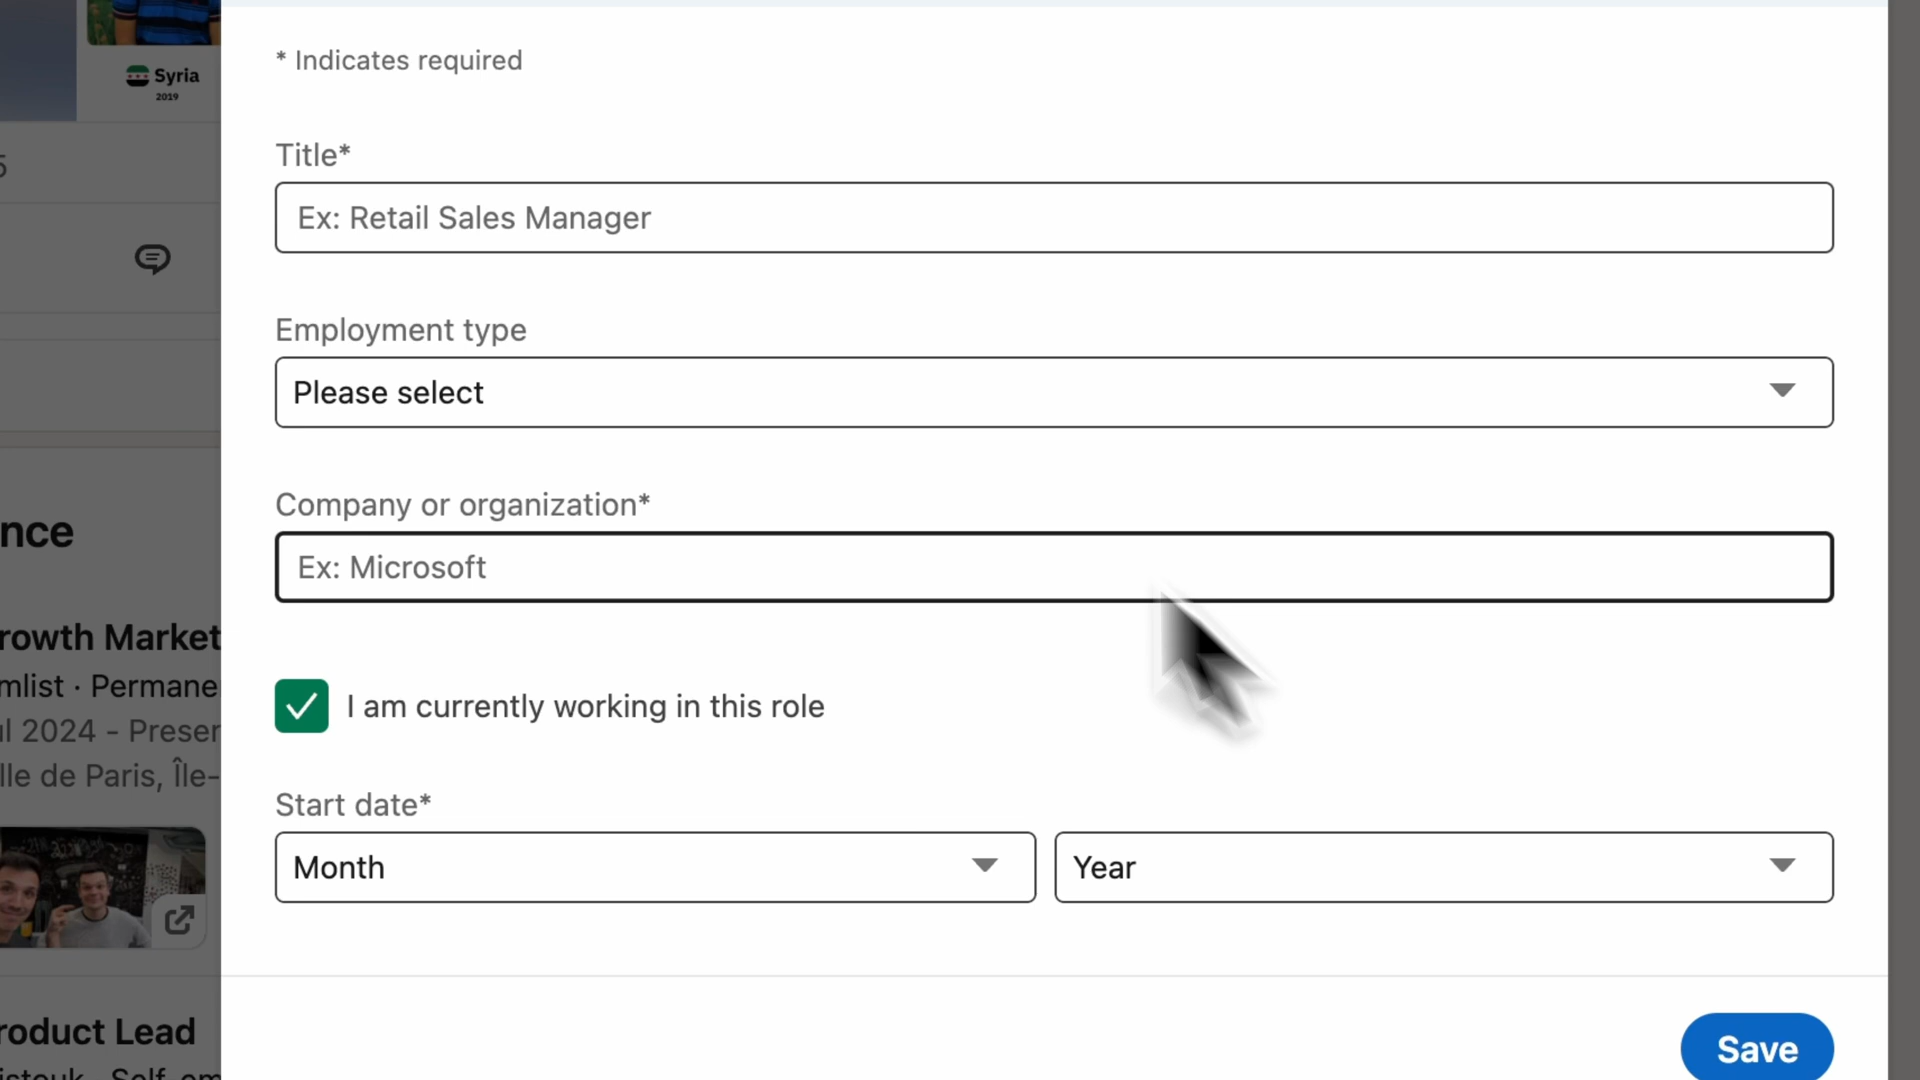 * Indicates required
Syria
2019
Title*
Ex: Retail Sales Manager
Employment type
Please select
Company or organization*
Ex: Microsoft
nce
rowth Market
mlist · Permane
I am currently working in this role
ul 2024 - Presen
lle de Paris, Île-
Start date*
Month
Year
roduct Lead
Save